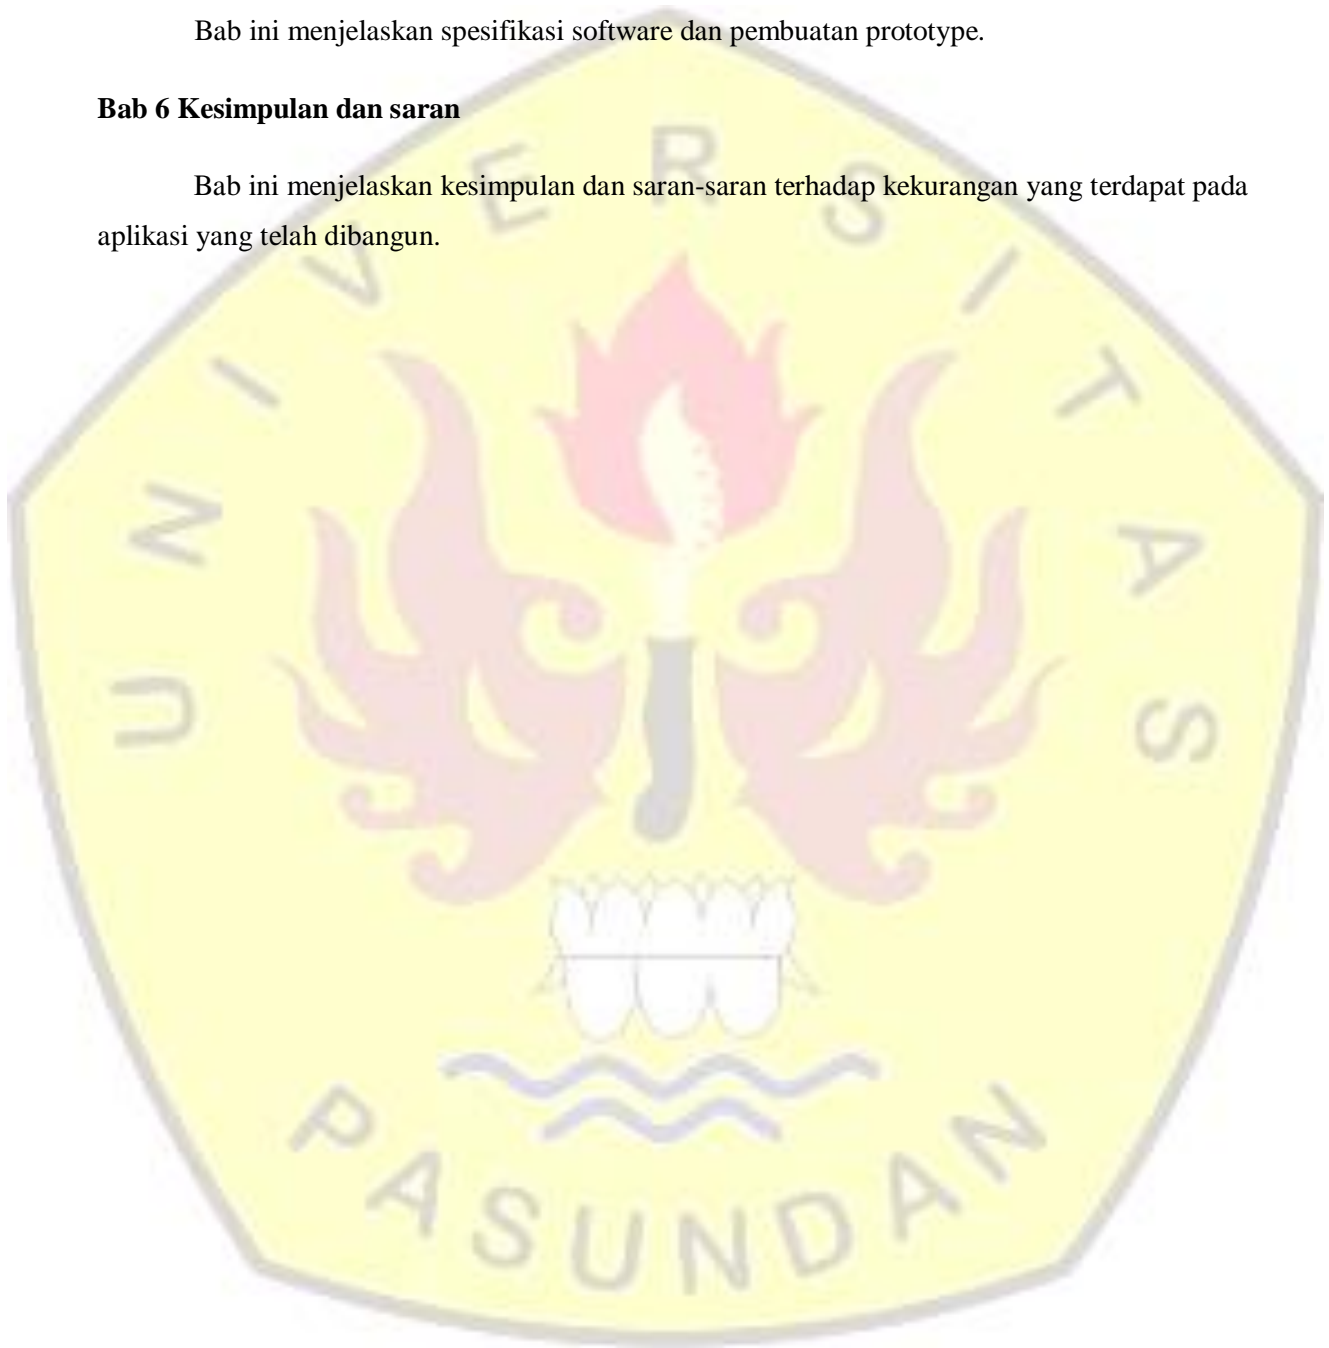 Bab ini menjelaskan spesifikasi software dan pembuatan prototype.
Bab 6 Kesimpulan dan saran
Bab ini menjelaskan kesimpulan dan saran-saran terhadap kekurangan yang terdapat pada
aplikasi yang telah dibangun.
UNIVERSITAS
PASUNDAN